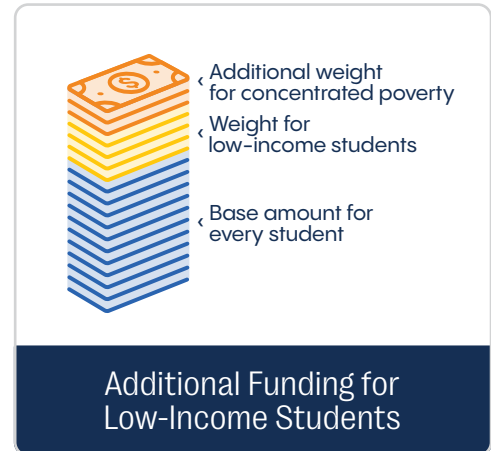 $
‹ Additional weight
for concentrated poverty
‹ Weight for
low-income students
‹ Base amount for
every student
Additional Funding for
Low-Income Students